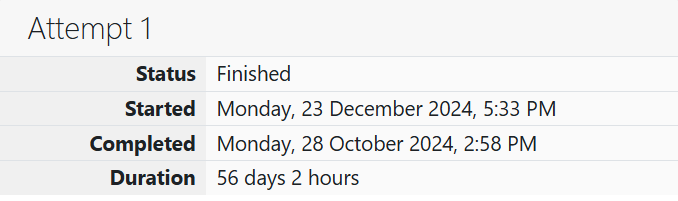 Attempt 1
Status Finished
Started Monday, 23 December 2024, 5:33 PM
Completed Monday, 28 October 2024, 2:58 PM
Duration 56 days 2 hours